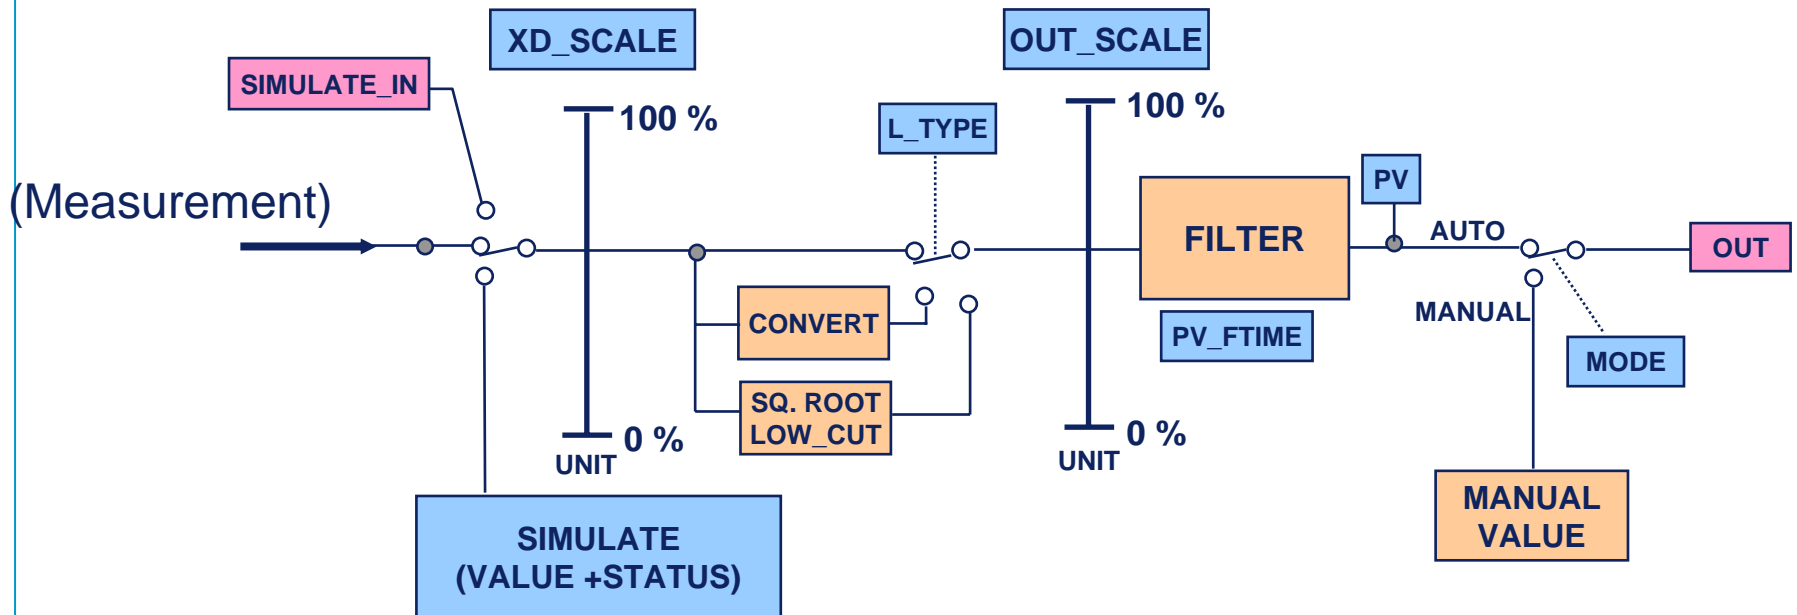 XD_SCALE
OUT_SCALE
SIMULATE_IN
100 %
100 %
L_TYPE
(Measurement)
PV
AUTO
FILTER
OUT
CONVERT
MANUAL
PV_FTIME
MODE
SQ. ROOT
LOW_CUT
0 %
0 %
UNIT
UNIT
MANUAL
VALUE
SIMULATE
(VALUE +STATUS)